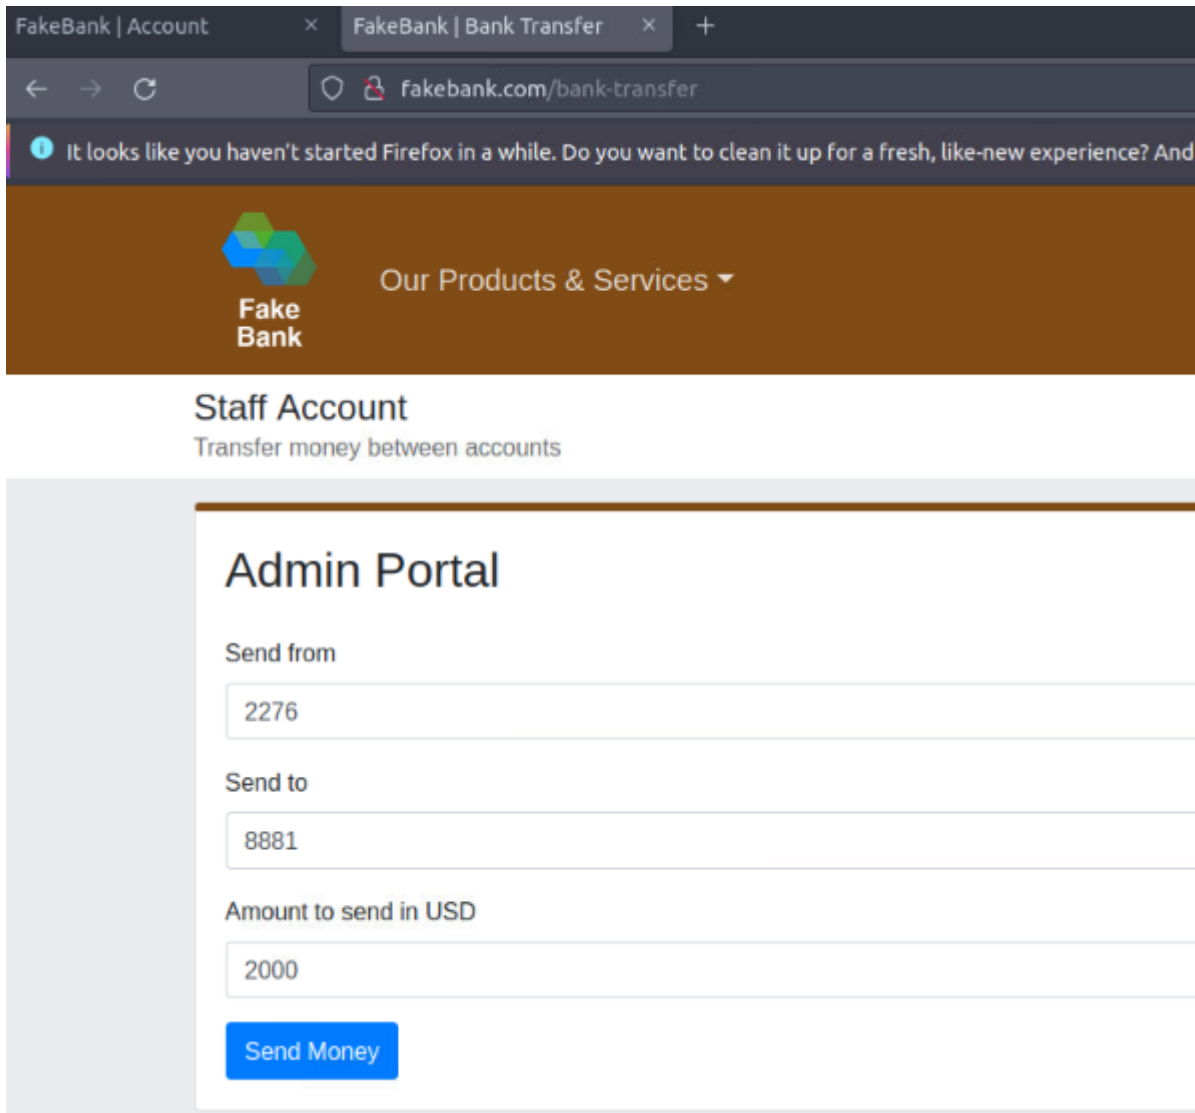 FakeBank | Account × FakeBank | Bank Transfer × +
fakebank.com/bank-transfer
It looks like you haven't started Firefox in a while. Do you want to clean it up for a fresh, like-new experience? And
Our Products & Services
Fake
Bank
Staff Account
Transfer money between accounts
Admin Portal
Send from
2276
Send to
8881
Amount to send in USD
2000
Send Money